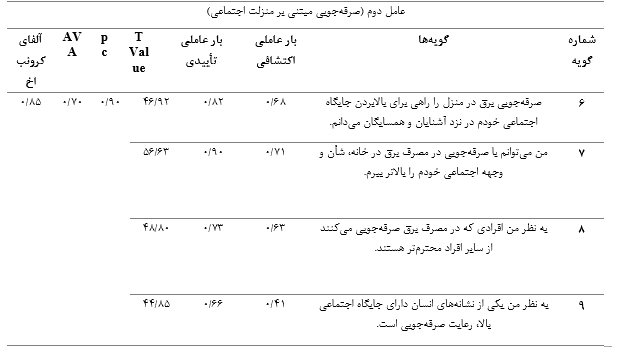 عامل دوم (صرفه‌جویی مبتنی بر منزلت اجتماعی)
شماره گویه گویه‌ها بار عاملی اکتشافی بار عاملی تأییدی T Value pc AVA آلفای کرونباخ
۶ صرفه‌جویی برق در منزل را راهی برای بالابردن جایگاه ۰/۶۸ ۰/۸۲ ۴۶/۹۲ ۰/۹۰ ۰/۷۰ ۰/۸۵
اجتماعی خودم در نزد آشنایان و همسایگان می‌دانم.
۷ من می‌توانم با صرفه‌جویی در مصرف برق در خانه، شأن و ۰/۷۱ ۰/۹۰ ۵۶/۶۳
وجهه اجتماعی خودم را بالاتر ببرم.
۸ به نظر من افرادی که در مصرف برق صرفه‌جویی می‌کنند ۰/۶۳ ۰/۷۳ ۴۸/۸۰
از سایر افراد محترم‌تر هستند.
۹ به نظر من یکی از نشانه‌های انسان دارای جایگاه اجتماعی ۰/۴۱ ۰/۶۶ ۴۴/۸۵
بالا، رعایت صرفه‌جویی است.